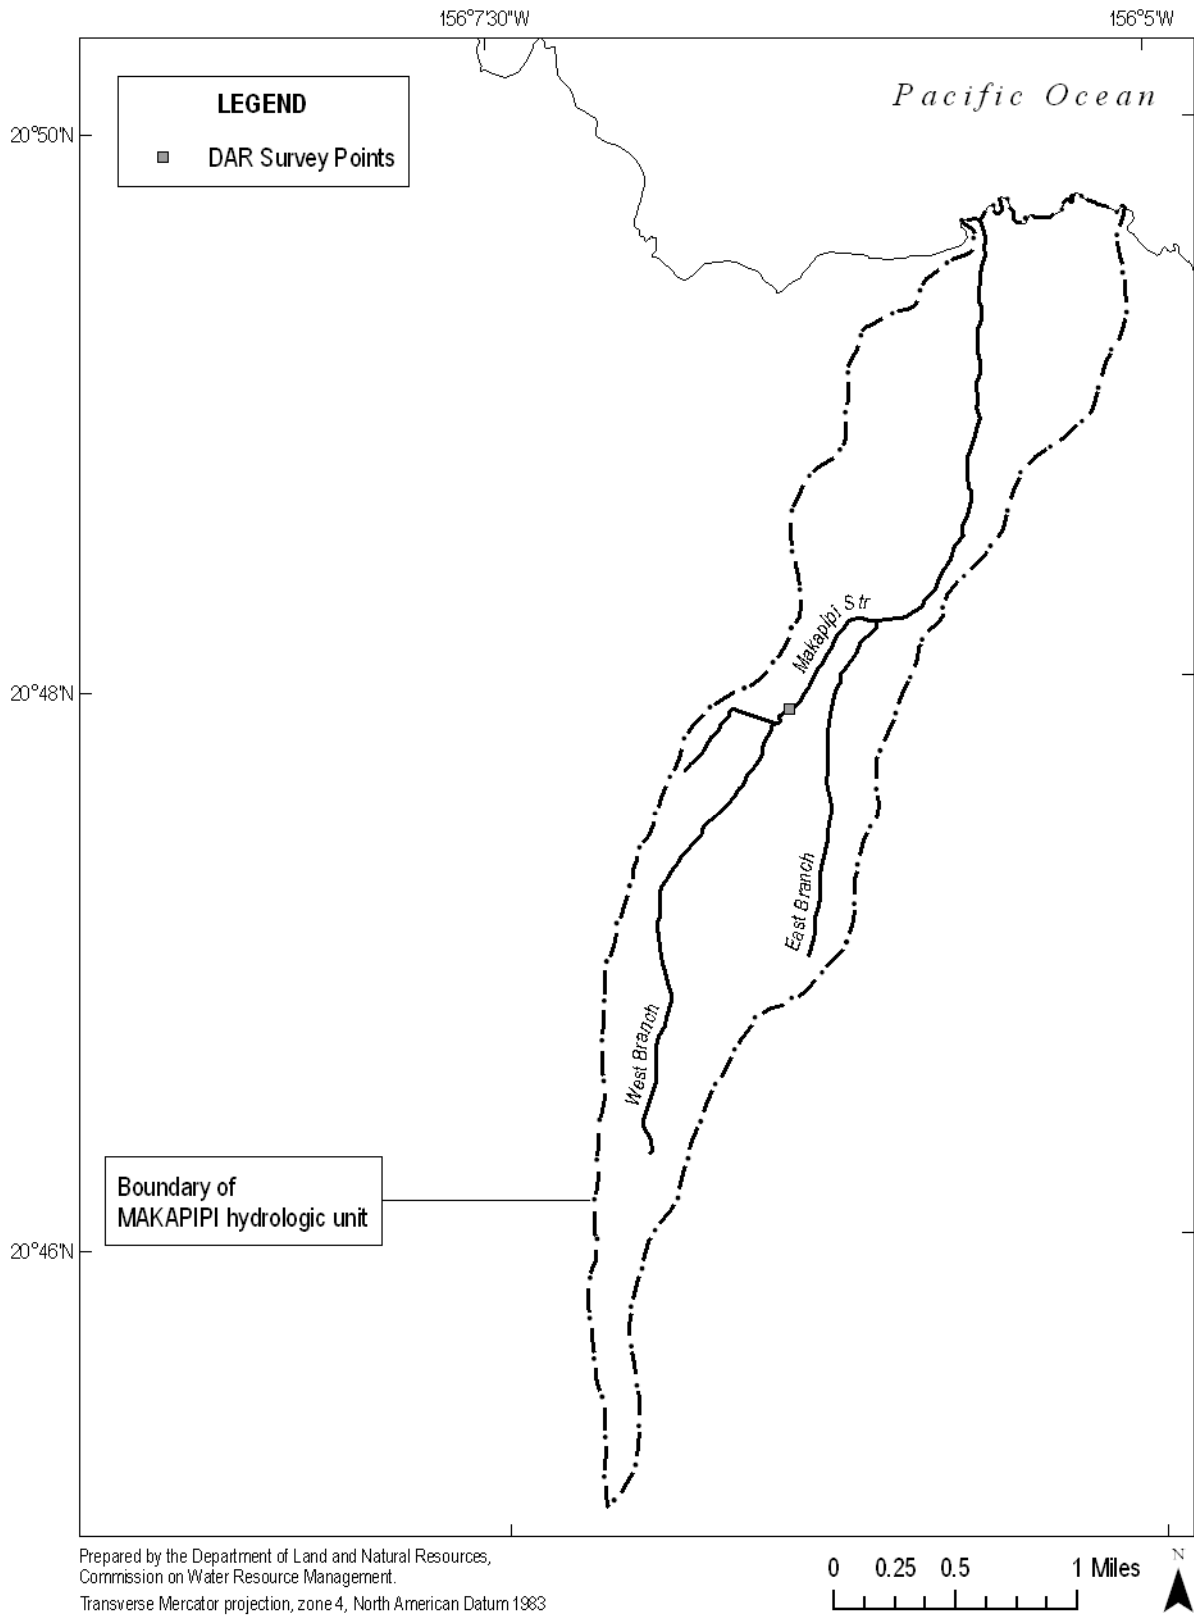 156°7'30"W
156°5'W
Pacific Ocean
LEGEND
DAR Survey Points
20°50'N
Makapipi Str
20°48'N
East Branch
West Branch
Boundary of
MAKAPIPI hydrologic unit
20°46'N
Prepared by the Department of Land and Natural Resources,
Commission on Water Resource Management.
Transverse Mercator projection, zone 4, North American Datum 1983
0 0.25 0.5 1 Miles
N